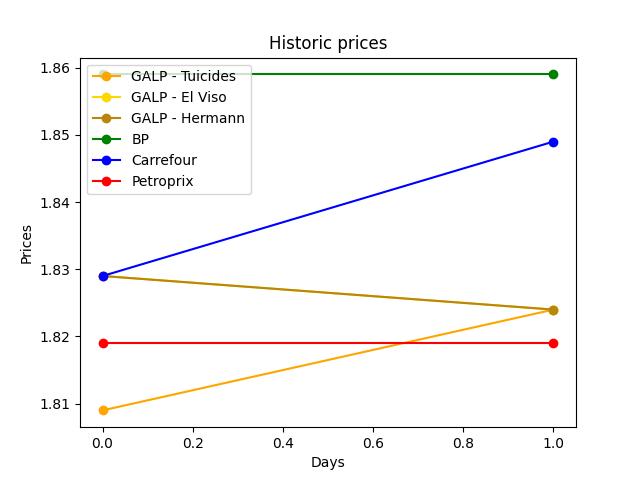 Historic prices
1.86
1.85
1.84
1.83
1.82
1.81
Prices
GALP - Tuicides
GALP - El Viso
GALP - Hermann
BP
Carrefour
Petroprix
0.0 0.2 0.4 0.6 0.8 1.0
Days